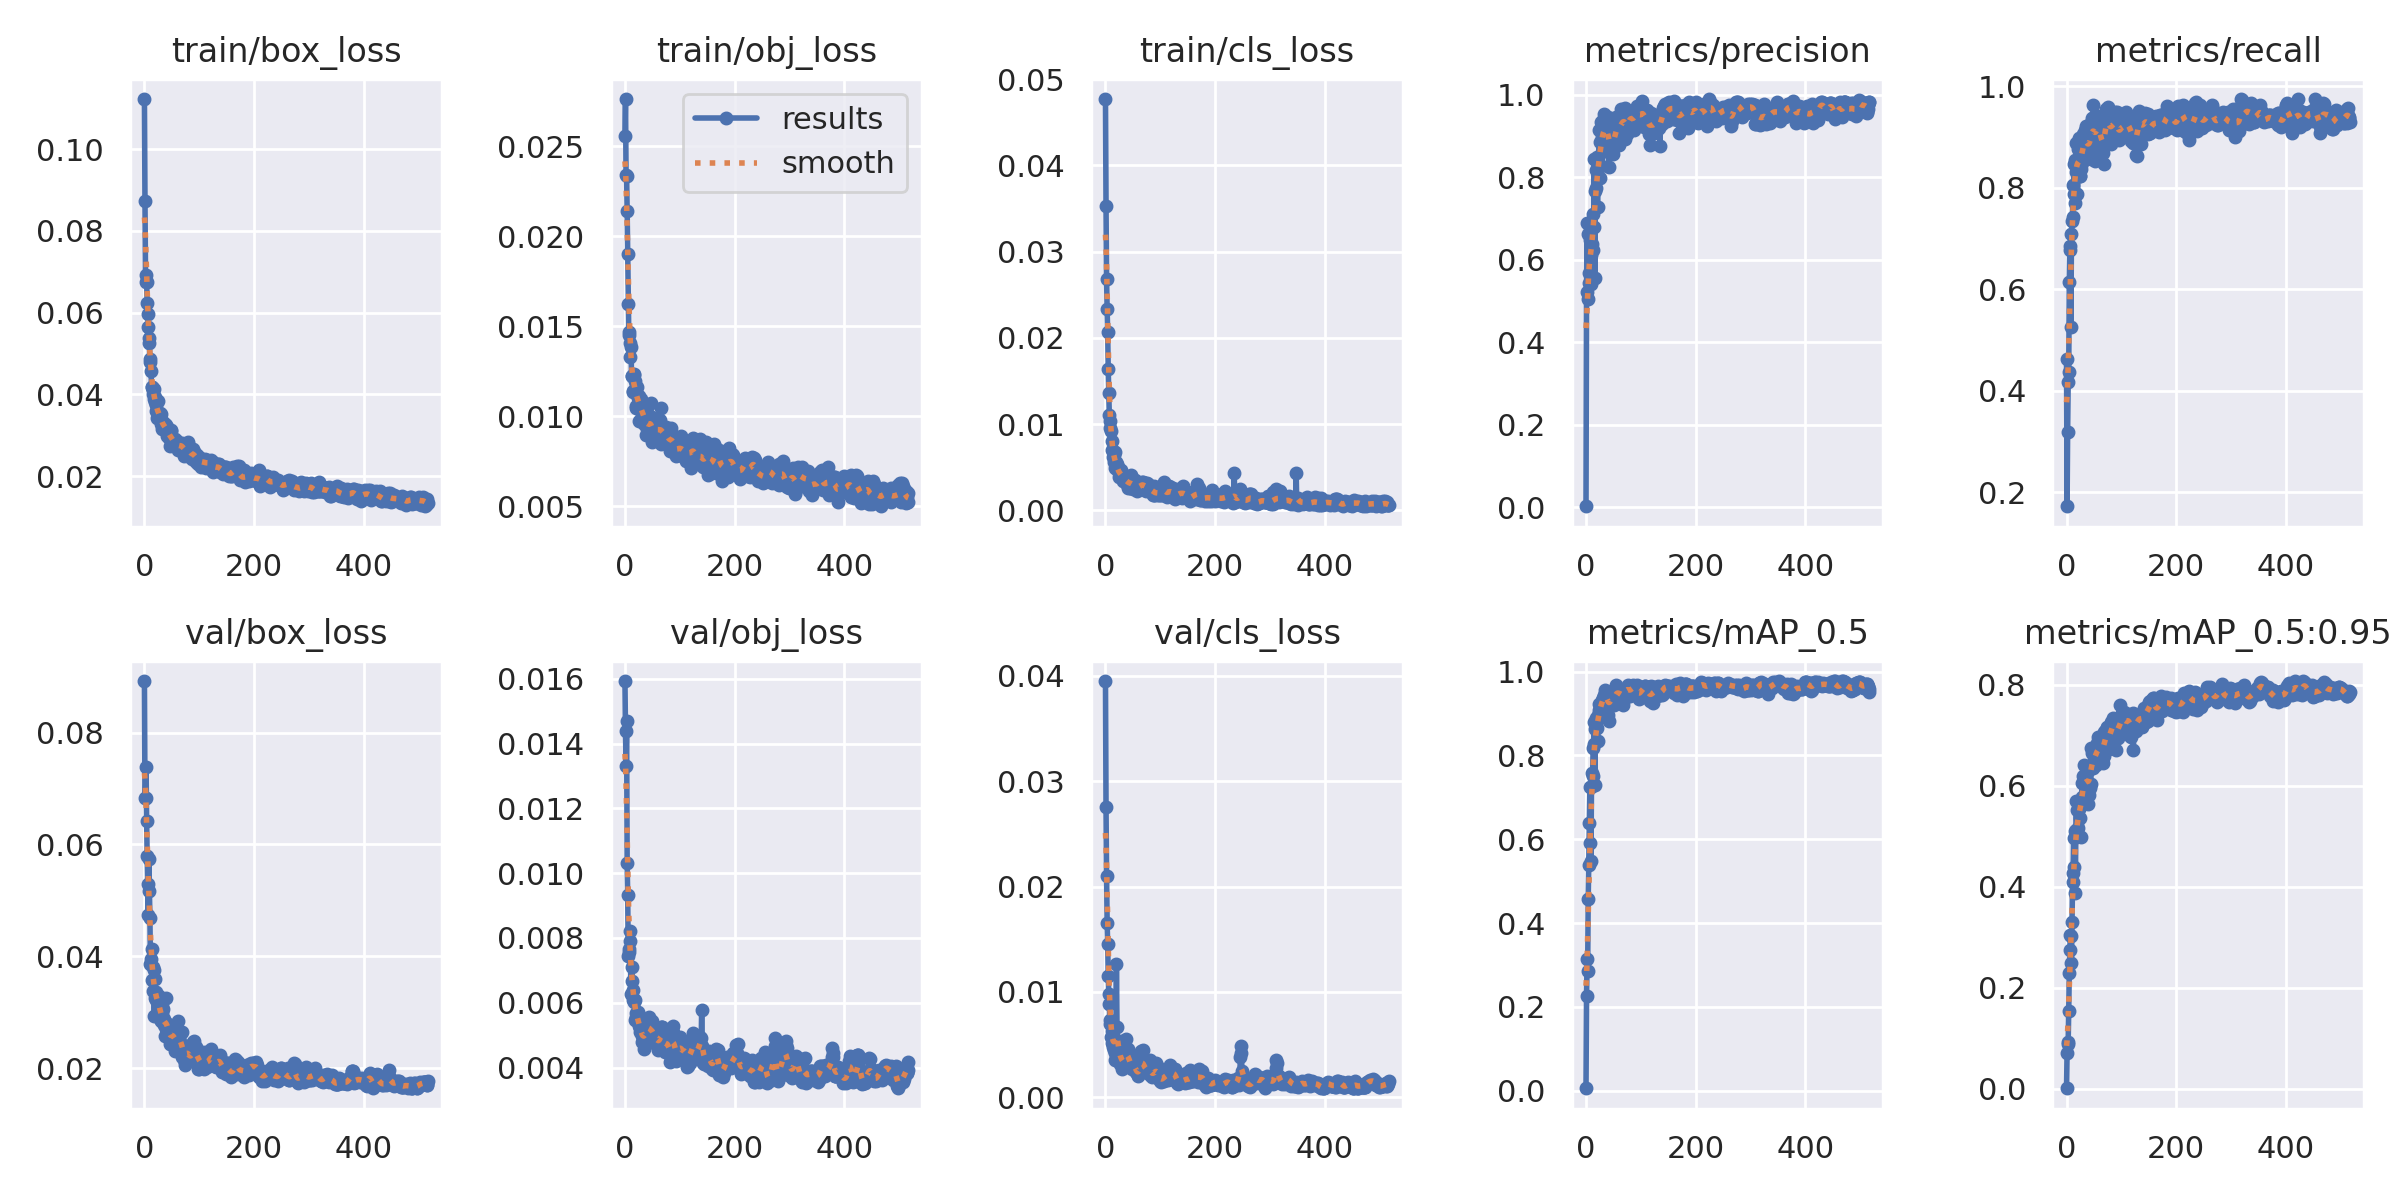 train/box_loss
0.10
0.08
0.06
0.04
0.02
0 200 400
train/obj_loss
results
smooth
0.025
0.020
0.015
0.010
0.005
0 200 400
train/cls_loss
0.05
0.04
0.03
0.02
0.01
0.00
0 200 400
metrics/precision
1.0
0.8
0.6
0.4
0.2
0.0
0 200 400
metrics/recall
1.0
0.8
0.6
0.4
0.2
0 200 400
val/box_loss
0.08
0.06
0.04
0.02
0 200 400
val/obj_loss
0.016
0.014
0.012
0.010
0.008
0.006
0.004
0 200 400
val/cls_loss
0.04
0.03
0.02
0.01
0.00
0 200 400
metrics/mAP_0.5
1.0
0.8
0.6
0.4
0.2
0.0
0 200 400
metrics/mAP_0.5:0.95
0.8
0.6
0.4
0.2
0.0
0 200 400